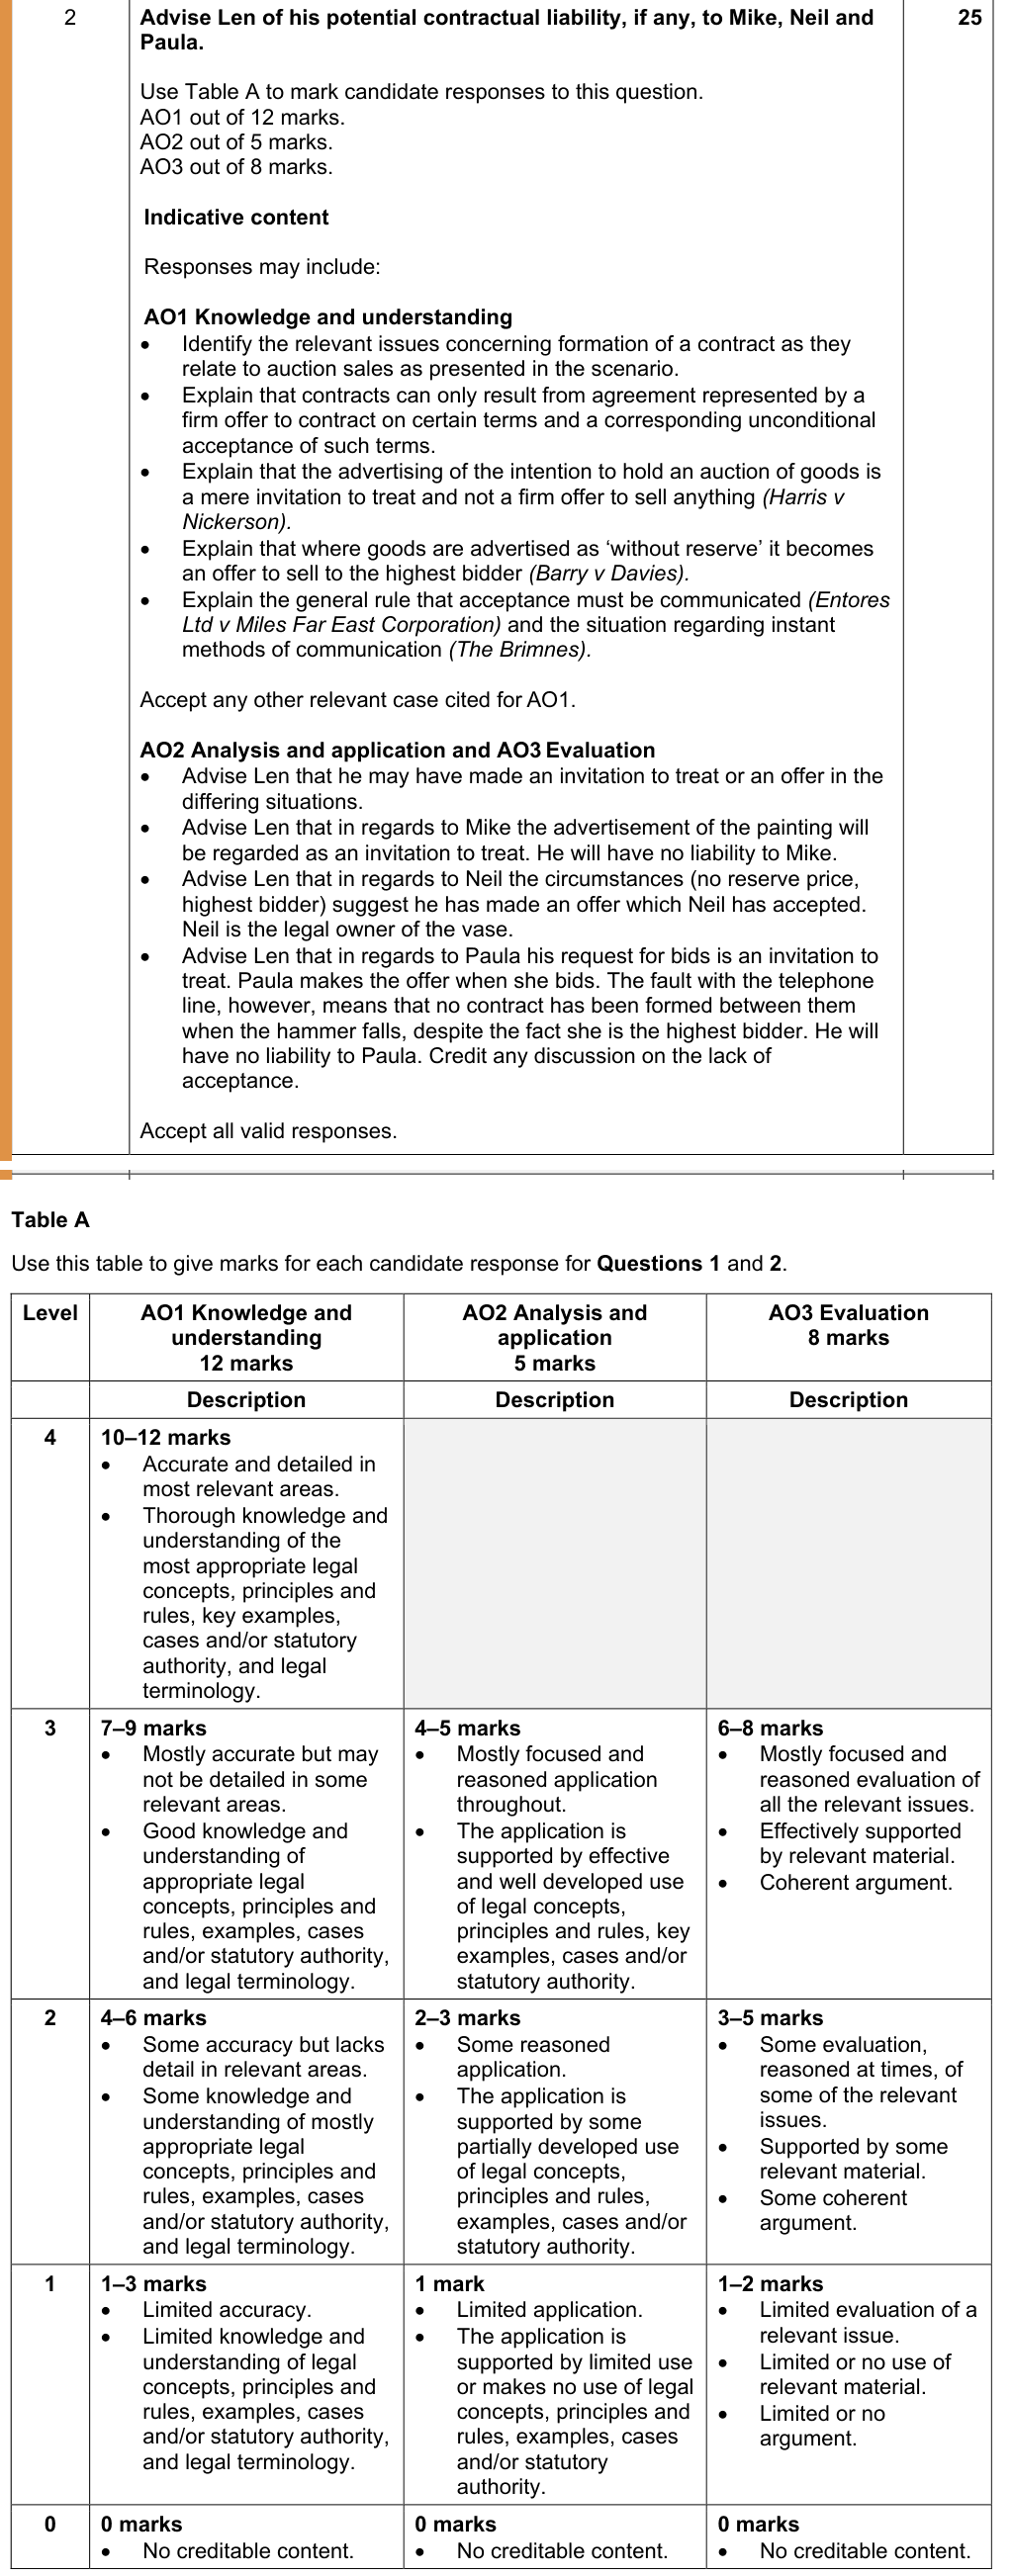 2
Advise Len of his potential contractual liability, if any, to Mike, Neil and
Paula.
25
Use Table A to mark candidate responses to this question.
AO1 out of 12 marks.
AO2 out of 5 marks.
AO3 out of 8 marks.
Indicative content
Responses may include:
AO1 Knowledge and understanding
• Identify the relevant issues concerning formation of a contract as they
relate to auction sales as presented in the scenario.
• Explain that contracts can only result from agreement represented by a
firm offer to contract on certain terms and a corresponding unconditional
acceptance of such terms.
• Explain that the advertising of the intention to hold an auction of goods is
a mere invitation to treat and not a firm offer to sell anything (Harris v
Nickerson).
• Explain that where goods are advertised as ‘without reserve’ it becomes
an offer to sell to the highest bidder (Barry v Davies).
• Explain the general rule that acceptance must be communicated (Entores
Ltd v Miles Far East Corporation) and the situation regarding instant
methods of communication (The Brimnes).
Accept any other relevant case cited for AO1.
AO2 Analysis and application and AO3 Evaluation
• Advise Len that he may have made an invitation to treat or an offer in the
differing situations.
• Advise Len that in regards to Mike the advertisement of the painting will
be regarded as an invitation to treat. He will have no liability to Mike.
• Advise Len that in regards to Neil the circumstances (no reserve price,
highest bidder) suggest he has made an offer which Neil has accepted.
Neil is the legal owner of the vase.
• Advise Len that in regards to Paula his request for bids is an invitation to
treat. Paula makes the offer when she bids. The fault with the telephone
line, however, means that no contract has been formed between them
when the hammer falls, despite the fact she is the highest bidder. He will
have no liability to Paula. Credit any discussion on the lack of
acceptance.
Accept all valid responses.
Table A
Use this table to give marks for each candidate response for Questions 1 and 2.
Level
AO1 Knowledge and
understanding
12 marks
AO2 Analysis and
application
5 marks
AO3 Evaluation
8 marks
Description
Description
Description
4
10–12 marks
• Accurate and detailed in
most relevant areas.
• Thorough knowledge and
understanding of the
most appropriate legal
concepts, principles and
rules, key examples,
cases and/or statutory
authority, and legal
terminology.
3
7–9 marks
• Mostly accurate but may
not be detailed in some
relevant areas.
• Good knowledge and
understanding of
appropriate legal
concepts, principles and
rules, examples, cases
and/or statutory authority,
and legal terminology.
4–5 marks
• Mostly focused and
reasoned application
throughout.
• The application is
supported by effective
and well developed use
of legal concepts,
principles and rules, key
examples, cases and/or
statutory authority.
6–8 marks
• Mostly focused and
reasoned evaluation of
all the relevant issues.
• Effectively supported
by relevant material.
• Coherent argument.
2
4–6 marks
• Some accuracy but lacks
detail in relevant areas.
• Some knowledge and
understanding of mostly
appropriate legal
concepts, principles and
rules, examples, cases
and/or statutory authority,
and legal terminology.
2–3 marks
• Some reasoned
application.
• The application is
supported by some
partially developed use
of legal concepts,
principles and rules,
examples, cases and/or
statutory authority.
3–5 marks
• Some evaluation,
reasoned at times, of
some of the relevant
issues.
• Supported by some
relevant material.
• Some coherent
argument.
1
1–3 marks
• Limited accuracy.
• Limited knowledge and
understanding of legal
concepts, principles and
rules, examples, cases
and/or statutory authority,
and legal terminology.
1 mark
• Limited application.
• The application is
supported by limited use
or makes no use of legal
concepts, principles and
rules, examples, cases
and/or statutory
authority.
1–2 marks
• Limited evaluation of a
relevant issue.
• Limited or no use of
relevant material.
• Limited or no
argument.
0
0 marks
• No creditable content.
0 marks
• No creditable content.
0 marks
• No creditable content.